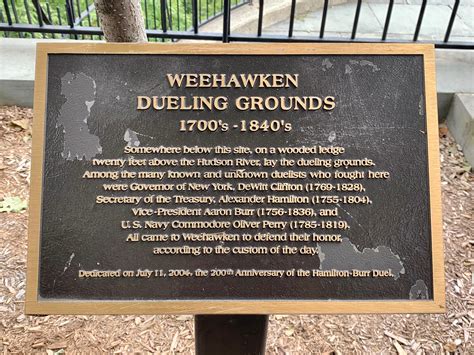 WEEHAWKEN
DUELING GROUNDS
1700's -1840's
Somewhere below this site, on a wooded ledge
twenty feet above the Hudson River, lay the dueling grounds.
Among the many known and unknown duelists who fought here
were Governor of New York, DeWitt Clinton (1769-1828),
Secretary of the Treasury, Alexander Hamilton (1755-1804),
Vice-President Aaron Burr (1756-1836), and
U.S. Navy Commodore Oliver Perry (1785-1819).
All came to Weehawken to defend their honor,
according to the custom of the day.
Dedicated on July 11, 2004, the 200th Anniversary of the Hamilton-Burr Duel.